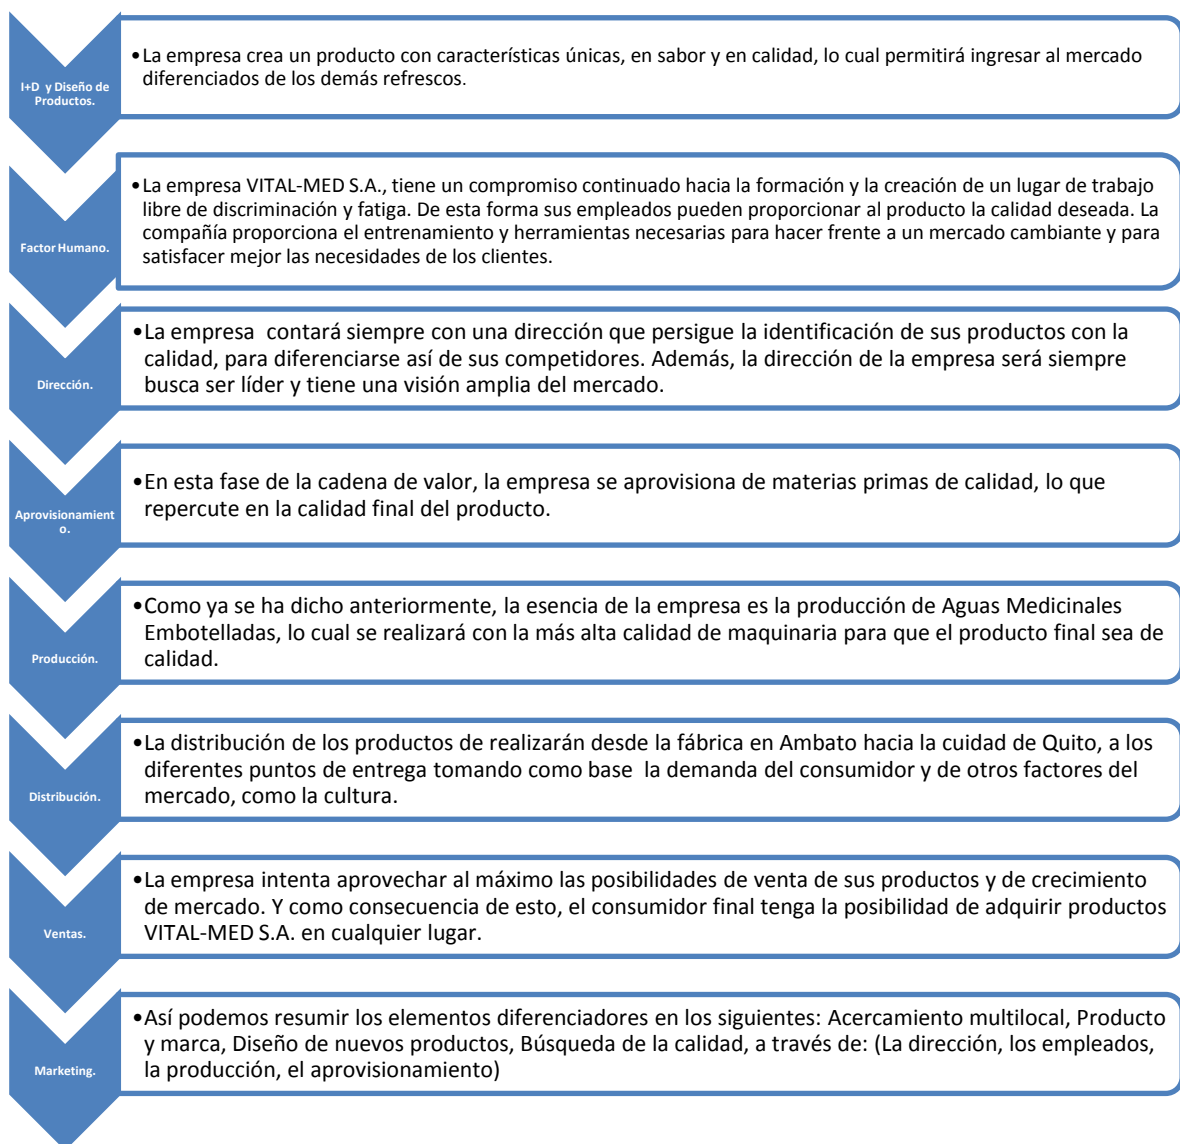 I+D y Diseño de
Productos.
•La empresa crea un producto con características únicas, en sabor y en calidad, lo cual permitirá ingresar al mercado
diferenciados de los demás refrescos.
Factor Humano.
•La empresa VITAL-MED S.A., tiene un compromiso continuado hacia la formación y la creación de un lugar de trabajo
libre de discriminación y fatiga. De esta forma sus empleados pueden proporcionar al producto la calidad deseada. La
compañía proporciona el entrenamiento y herramientas necesarias para hacer frente a un mercado cambiante y para
satisfacer mejor las necesidades de los clientes.
Dirección.
•La empresa contará siempre con una dirección que persigue la identificación de sus productos con la
calidad, para diferenciarse así de sus competidores. Además, la dirección de la empresa será siempre
busca ser líder y tiene una visión amplia del mercado.
Aprovisionamient
o.
•En esta fase de la cadena de valor, la empresa se aprovisiona de materias primas de calidad, lo que
repercute en la calidad final del producto.
Producción.
•Como ya se ha dicho anteriormente, la esencia de la empresa es la producción de Aguas Medicinales
Embotelladas, lo cual se realizará con la más alta calidad de maquinaria para que el producto final sea de
calidad.
Distribución.
•La distribución de los productos de realizarán desde la fábrica en Ambato hacia la cuidad de Quito, a los
diferentes puntos de entrega tomando como base la demanda del consumidor y de otros factores del
mercado, como la cultura.
Ventas.
•La empresa intenta aprovechar al máximo las posibilidades de venta de sus productos y de crecimiento
de mercado. Y como consecuencia de esto, el consumidor final tenga la posibilidad de adquirir productos
VITAL-MED S.A. en cualquier lugar.
Marketing.
•Así podemos resumir los elementos diferenciadores en los siguientes: Acercamiento multilocal, Producto
y marca, Diseño de nuevos productos, Búsqueda de la calidad, a través de: (La dirección, los empleados,
la producción, el aprovisionamiento)